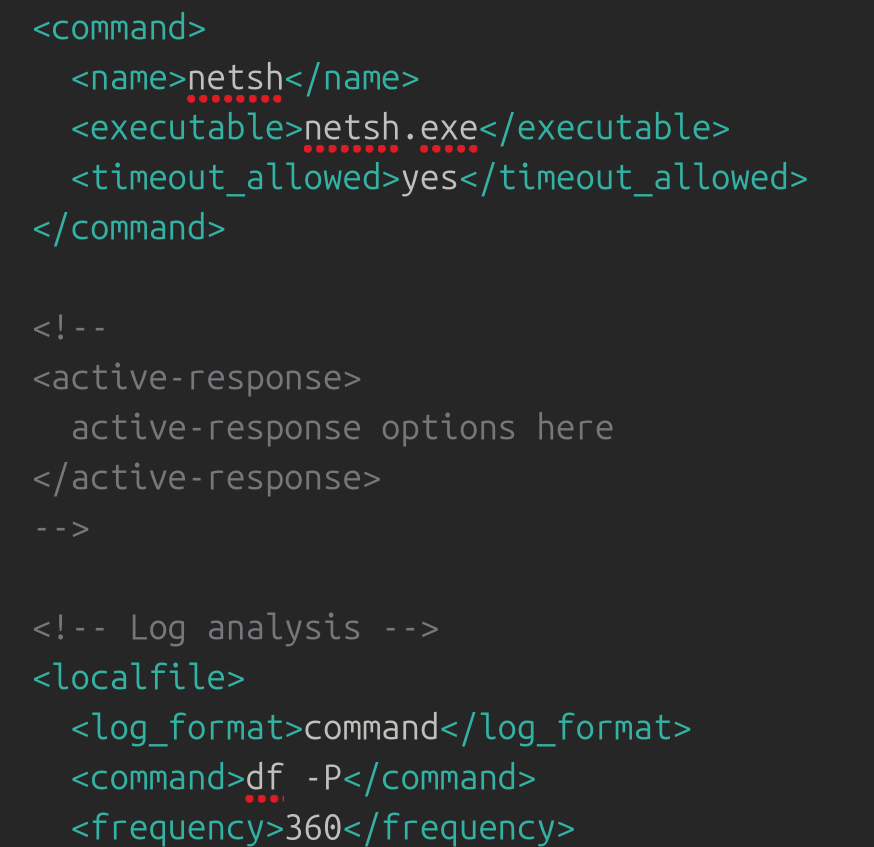 <command>
  <name>netsh</name>
  <executable>netsh.exe</executable>
  <timeout_allowed>yes</timeout_allowed>
</command>
<!--
<active-response>
  active-response options here
</active-response>
-->
<!-- Log analysis -->
<localfile>
  <log_format>command</log_format>
  <command>df -P</command>
  <frequency>360</frequency>